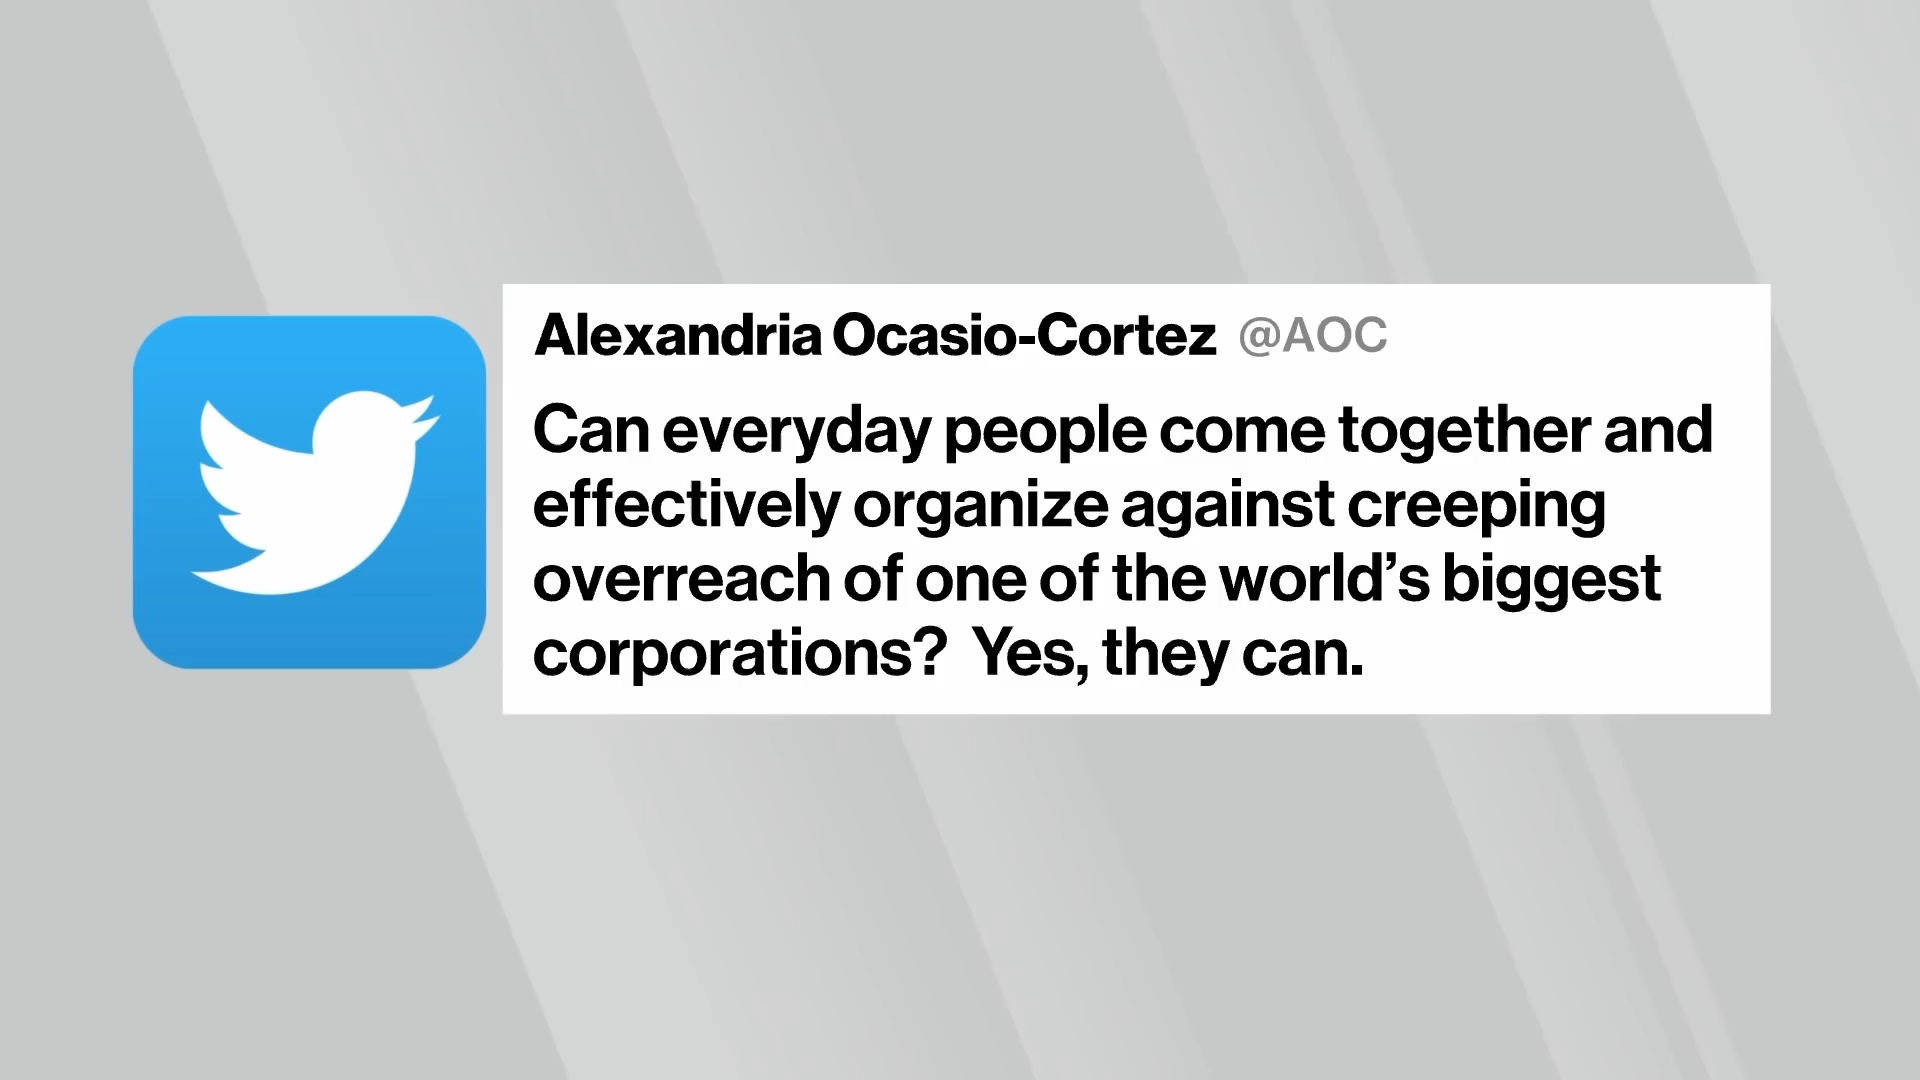 Alexandria Ocasio-Cortez @AOC
Can everyday people come together and
effectively organize against creeping
overreach of one of the world’s biggest
corporations?  Yes, they can.